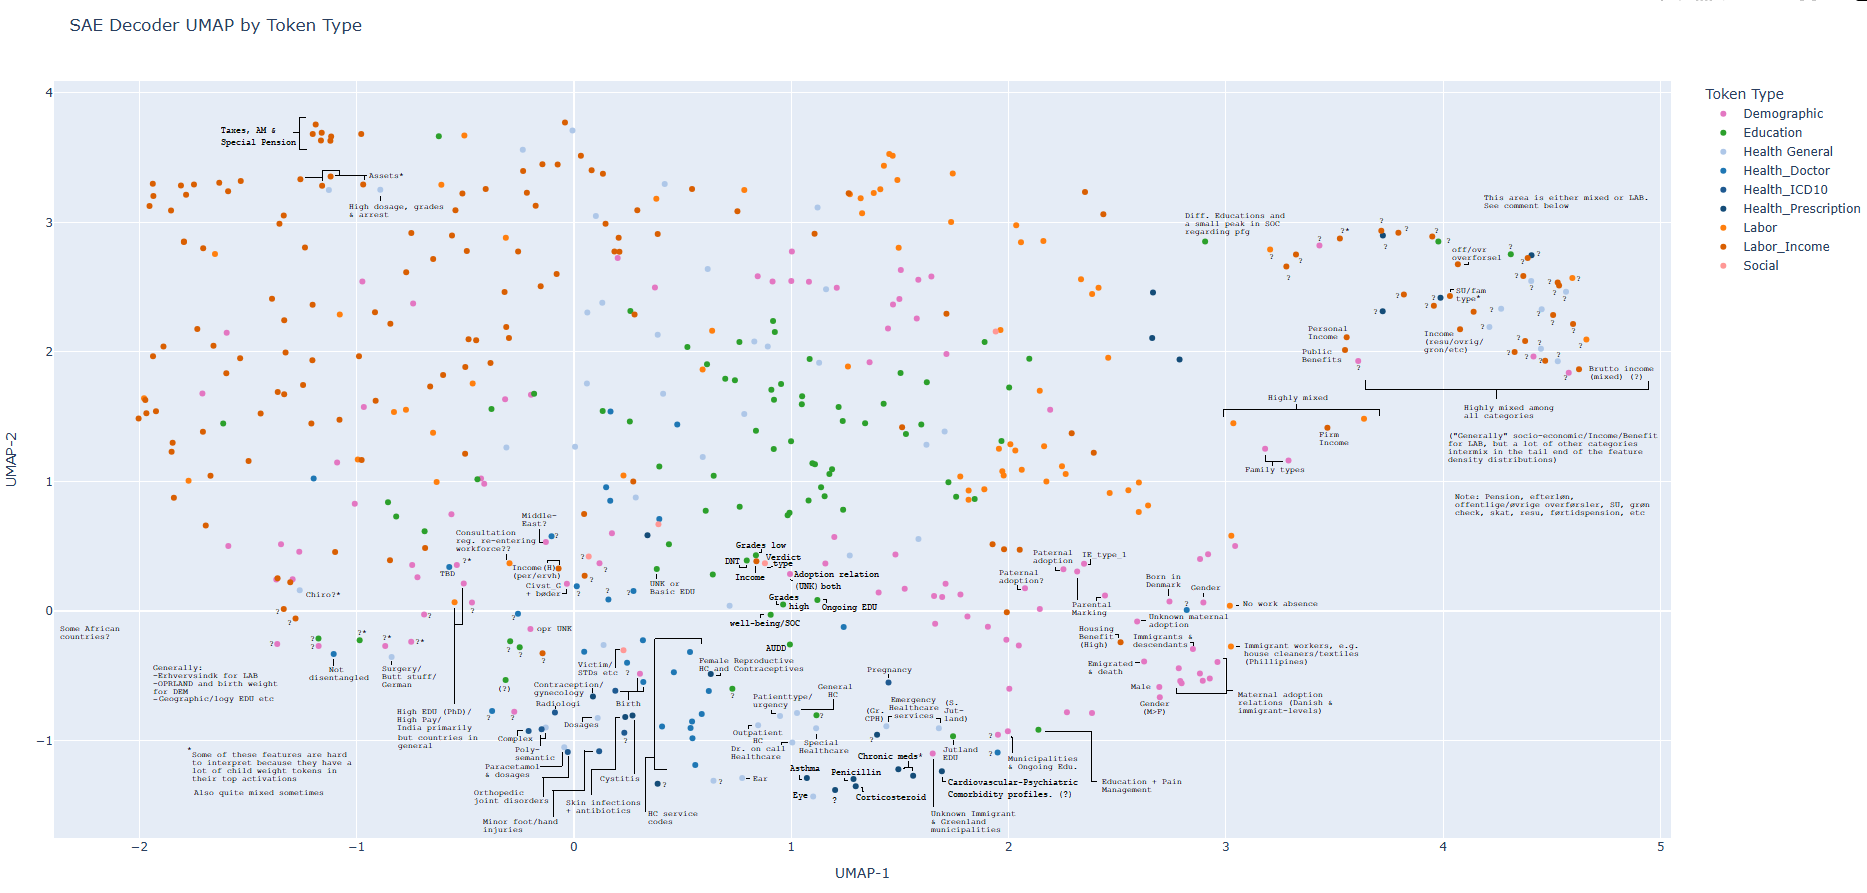 SAE Decoder UMAP by Token Type
Token Type
Demographic
Education
Health General
Health_Doctor
Health_ICD10
Health_Prescription
Labor
Labor_Income
Social
UMAP-2
4
3
2
1
0
−1
−2
−1
0
1
2
3
4
5
UMAP-1
Taxes, AM &
Special Pension
Assets*
High dosage, grades
& arrest
Diff. Educations and
a small peak in SOC
regarding pfg
This area is either mixed or LAB.
See comment below
off/ovr
overforsel
SU/fam
type*
Personal
Income
Public
Benefits
Income
(resu/ovrig/
gron/etc)
Brutto income
(mixed) (?)
Highly mixed
Highly mixed among
all categories
Firm
Income
Family types
("Generally" socio-economic/Income/Benefit
for LAB, but a lot of other categories
intermix in the tail end of the feature
density distributions)
Note: Pension, efterløn,
offentlige/øvrige overførsler, SU, grøn
check, skat, resu, førtidspension, etc
Middle-
East?
Consultation
reg. re-entering
workforce??
TBD
?*
Income(H)
(per/ervh)
Civst_G
+ bøder
UNK or
Basic EDU
Grades low
DNT
Verdict
type
Income
Adoption relation
(UNK) both
Grades
high
Ongoing EDU
well-being/SOC
AUDD
Paternal
adoption
IE_type_1
Paternal
adoption?
Parental
Marking
Born in
Denmark
Gender
No work absence
Unknown maternal
adoption
Housing
Benefit
(High)
Immigrants &
descendants
Immigrant workers, e.g.
house cleaners/textiles
(Phillipines)
Emigrated
& death
Male
Gender
(M>F)
Maternal adoption
relations (Danish &
immigrant-levels)
Chiro?*
Some African
countries?
Generally:
-Erhvervsindk for LAB
-OPRLAND and birth weight
for DEM
-Geographic/logy EDU etc
Not
disentangled
Surgery/
Butt stuff/
German
opr UNK
(?)
High EDU (PhD)/
High Pay/
India primarily
but countries in
general
*Some of these features are hard
to interpret because they have a
lot of child weight tokens in
their top activations
Also quite mixed sometimes
Victim/
STDs etc
Contraception/
gynecology
Birth
Radiologi
Dosages
Complex
Poly-
semantic
Paracetamol
& dosages
Orthopedic
joint disorders
Minor foot/hand
injuries
Skin infections
+ antibiotics
Cystitis
HC service
codes
Female Reproductive
HC and Contraceptives
Patienttype/
urgency
General
HC
Outpatient
HC
Dr. on call
Healthcare
Special
Healthcare
Ear
Eye
Asthma
Penicillin
Corticosteroid
Chronic meds*
Pregnancy
(Gr.
CPH)
Emergency
Healthcare
services
(S.
Jut-
land)
Jutland
EDU
Cardiovascular-Psychiatric
Comorbidity profiles. (?)
Municipalities
& Ongoing Edu.
Education + Pain
Management
Unknown Immigrant
& Greenland
municipalities